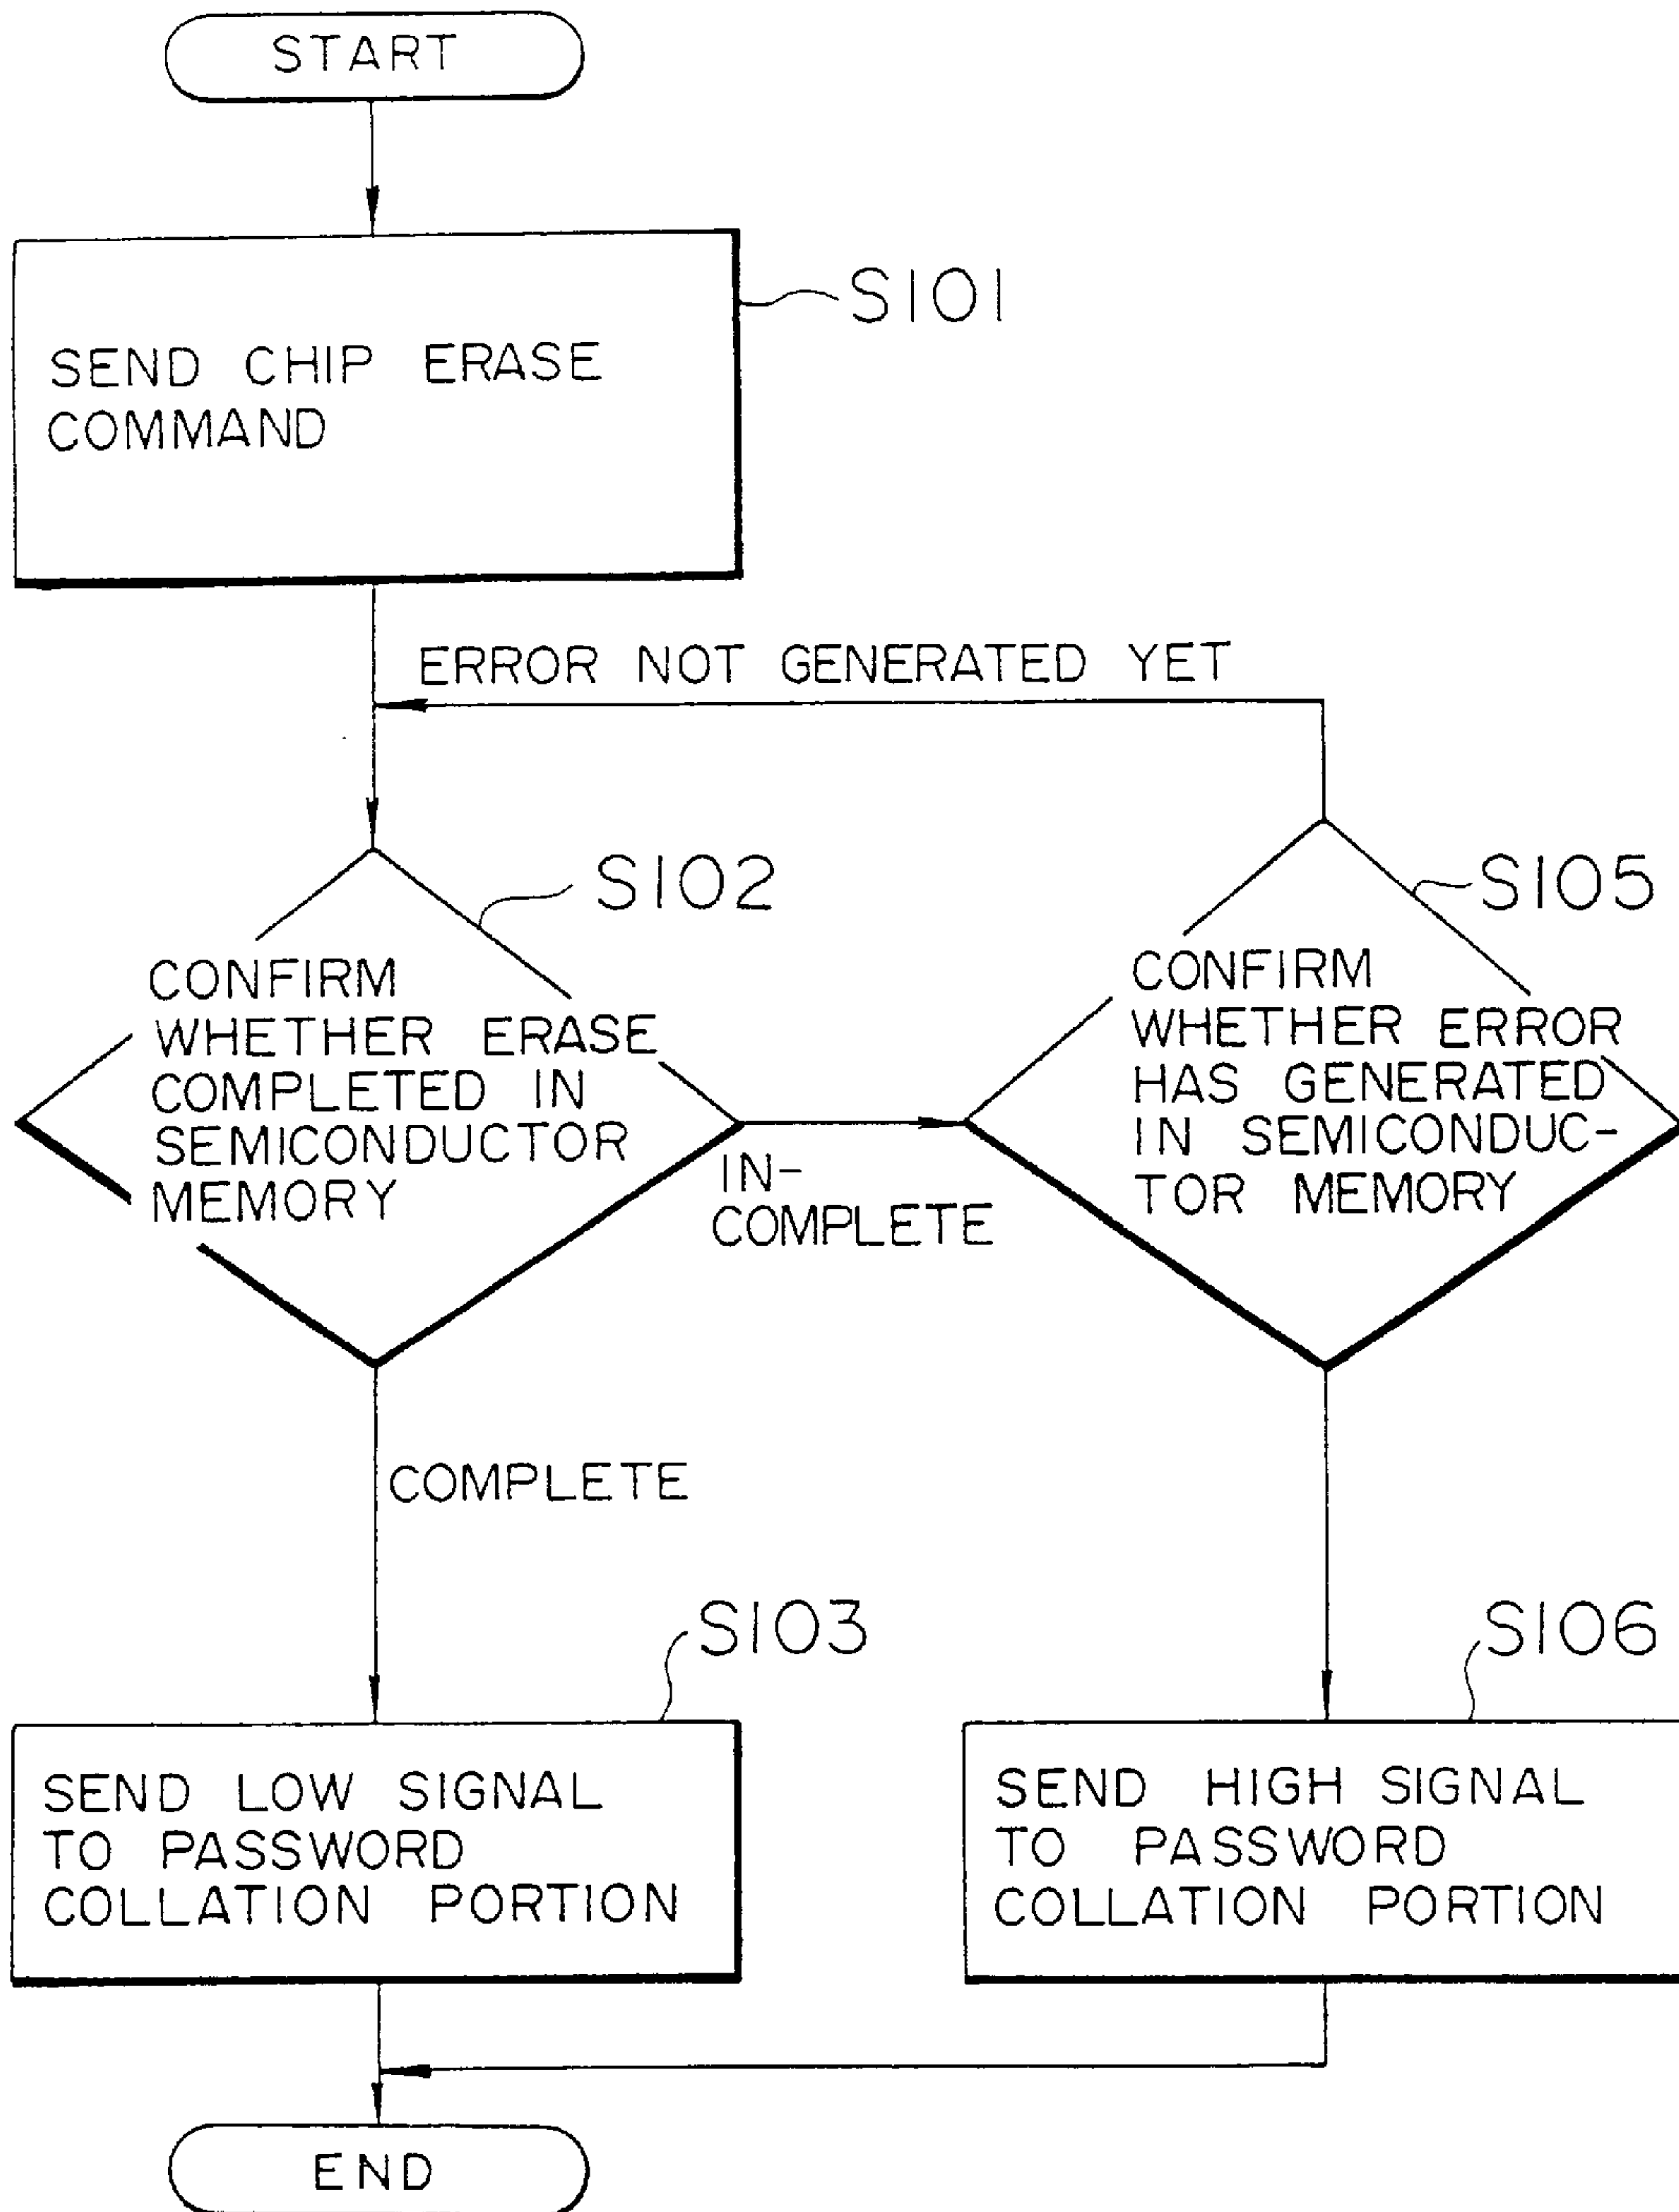 START
S101
SEND CHIP ERASE
COMMAND
ERROR NOT GENERATED YET
S102
CONFIRM
WHETHER ERASE
COMPLETED IN
SEMICONDUCTOR
MEMORY
S105
CONFIRM
WHETHER ERROR
HAS GENERATED
IN SEMICONDUC-
TOR MEMORY
IN-
COMPLETE
COMPLETE
S103
SEND LOW SIGNAL
TO PASSWORD
COLLATION PORTION
S106
SEND HIGH SIGNAL
TO PASSWORD
COLLATION PORTION
END